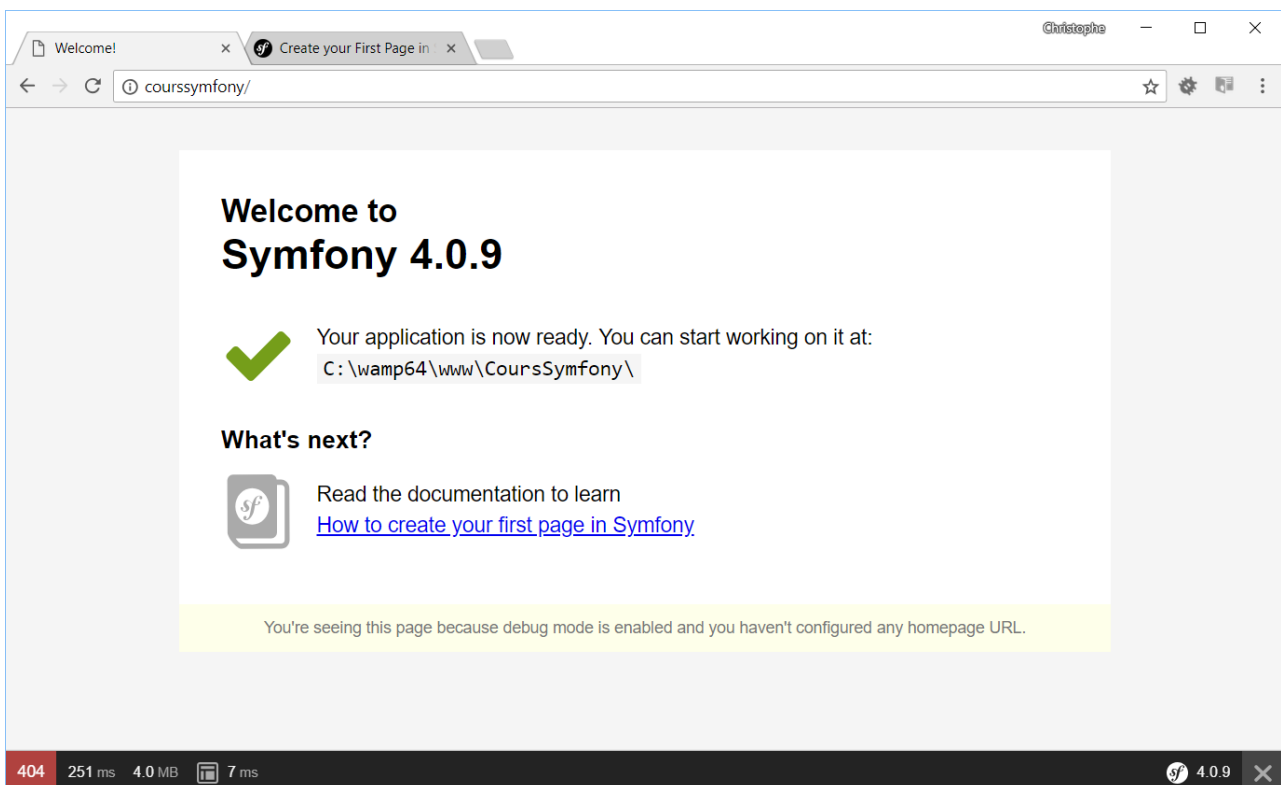 Christophe
Welcome!
Create your First Page in S
courssymfony/
Welcome to
Symfony 4.0.9
Your application is now ready. You can start working on it at:
C:\wamp64\www\CoursSymfony\
What's next?
sf
Read the documentation to learn
How to create your first page in Symfony
You're seeing this page because debug mode is enabled and you haven't configured any homepage URL.
404 251 ms 4.0 MB 7 ms sf 4.0.9